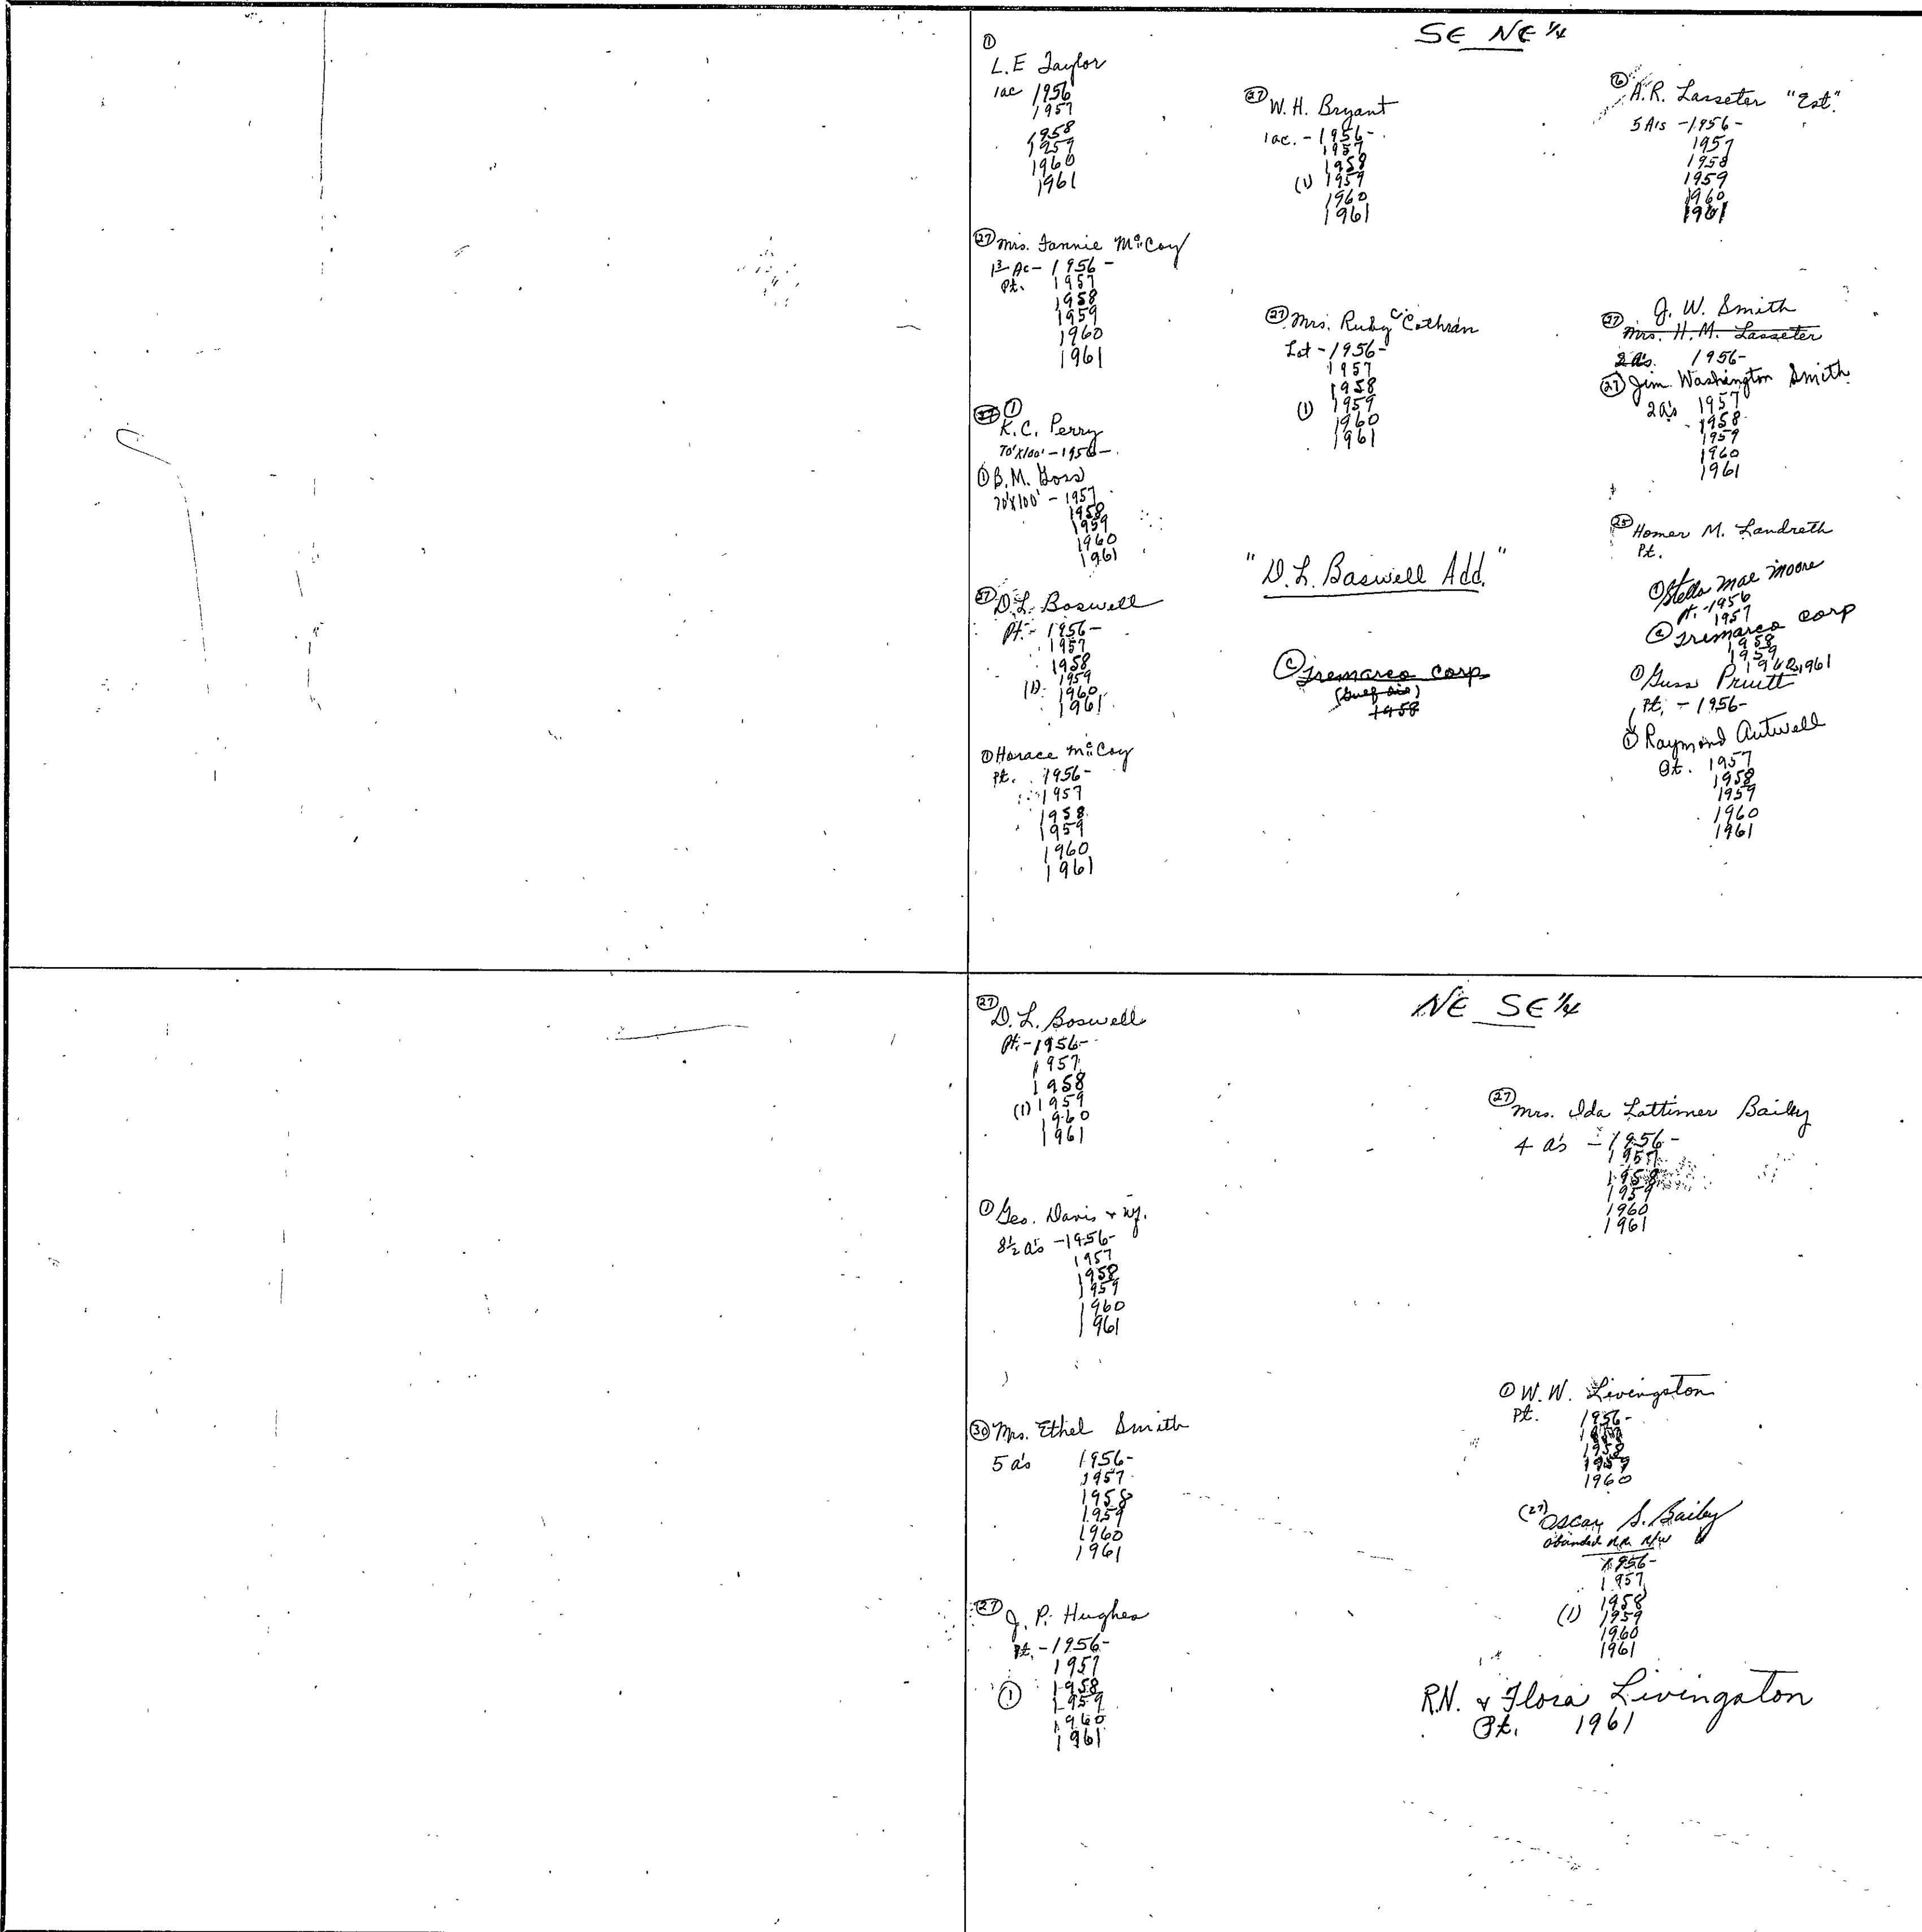 SE NE 1/4
①
L.E Taylor
1ac 1956
1957
1958
1959
1960
1961
㉗ Mrs. Fannie McCoy
1956 -
Pt. 1957
1958
1959
1960
1961
㉗ ①
K.C. Perry
70'x100' - 1956 -
① B.M. Goss
70'x100' - 1957
1958
1959
1960
1961
㉗ D.L. Boswell
Pt. - 1956 -
1957
1958
1959
(1) 1960
1961
① Horace McCoy
Pt. 1956 -
1957
1958
1959
1960
1961
㉗ W.H. Bryant
1ac. - 1956 -
1957
1958
(1) 1959
1960
1961
㉗ Mrs. Ruby C. Cothran
Lot - 1956 -
1957
1958
(1) 1959
1960
1961
"D.L. Baswell Add."
Tremarco Corp
(Gulf Oil)
1958
⑥ A.R. Lasseter "Est."
5 A's - 1956 -
1957
1958
1959
1960
1961
J. W. Smith
㉗ Mrs. H.M. Lasseter
2 a's. 1956 -
㉗ Jim Washington Smith
2 a's 1957
1958
1959
1960
1961
㉕ Homer M. Landreth
Pt.
① Stella Mae Moore
Pt. - 1956
1957
Tremarco Corp
1958
1959
1960, 1961
① Guss Pruitt
Pt. - 1956 -
① Raymond Autwell
Pt. 1957
1958
1959
1960
1961
NE SE 1/4
㉗ D.L. Boswell
Pt. - 1956 -
1957
1958
(1) 1959
1960
1961
① Geo. Davis + wf.
8 1/2 a's - 1956 -
1957
1958
1959
1960
1961
㉚ Mrs. Ethel Smith
5 a's 1956 -
1957
1958
1959
1960
1961
㉗ J. P. Hughes
Pt. - 1956 -
1957
1958
① 1959
1960
1961
㉗ Mrs. Ida Lattimer Bailey
4 a's - 1956 -
1957
1958
1959
1960
1961
① W.W. Livingston
Pt. 1956 -
1957
1958
1959
1960
(27) Oscar S. Bailey
R/W
1956 -
1957
1958
(1) 1959
1960
1961
R.N. & Flora Livingston
Pt. 1961